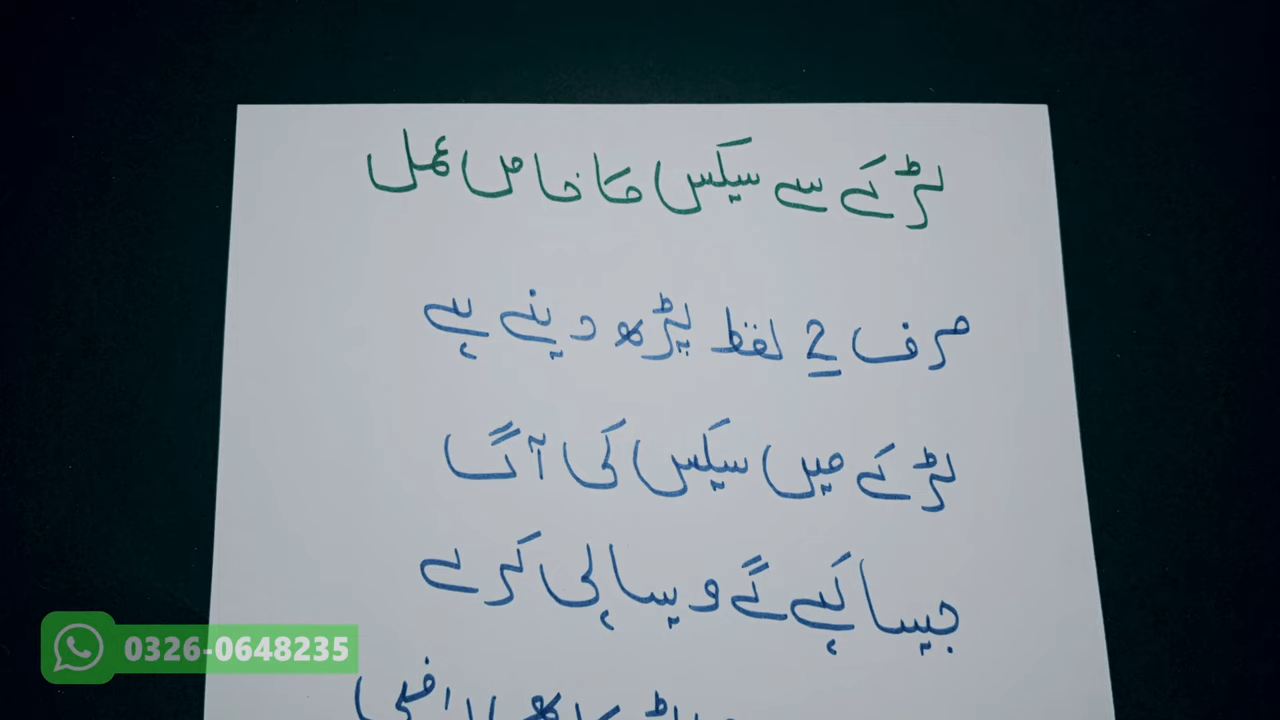 لڑکے سے سیکس کا خاص عمل
صرف 2 لفظ پڑھ دینے ہے
لڑکے میں سیکس کی آگ
جیسا کہے گے ویسا ہی کرے
0326-0648235